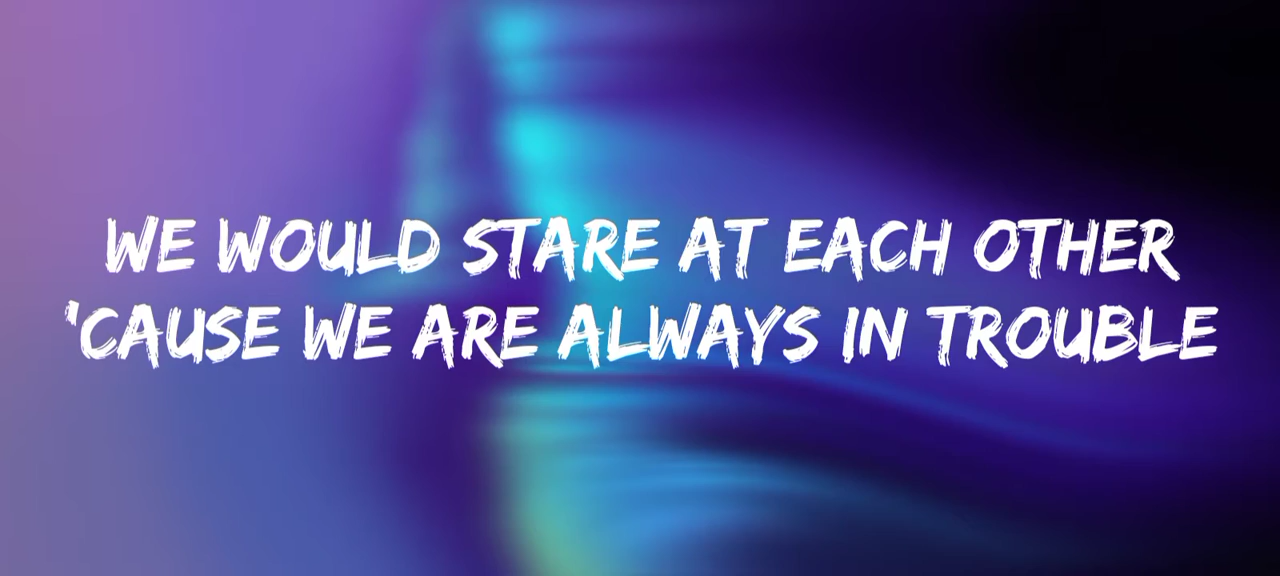 WE WOULD STARE AT EACH OTHER
'CAUSE WE ARE ALWAYS IN TROUBLE